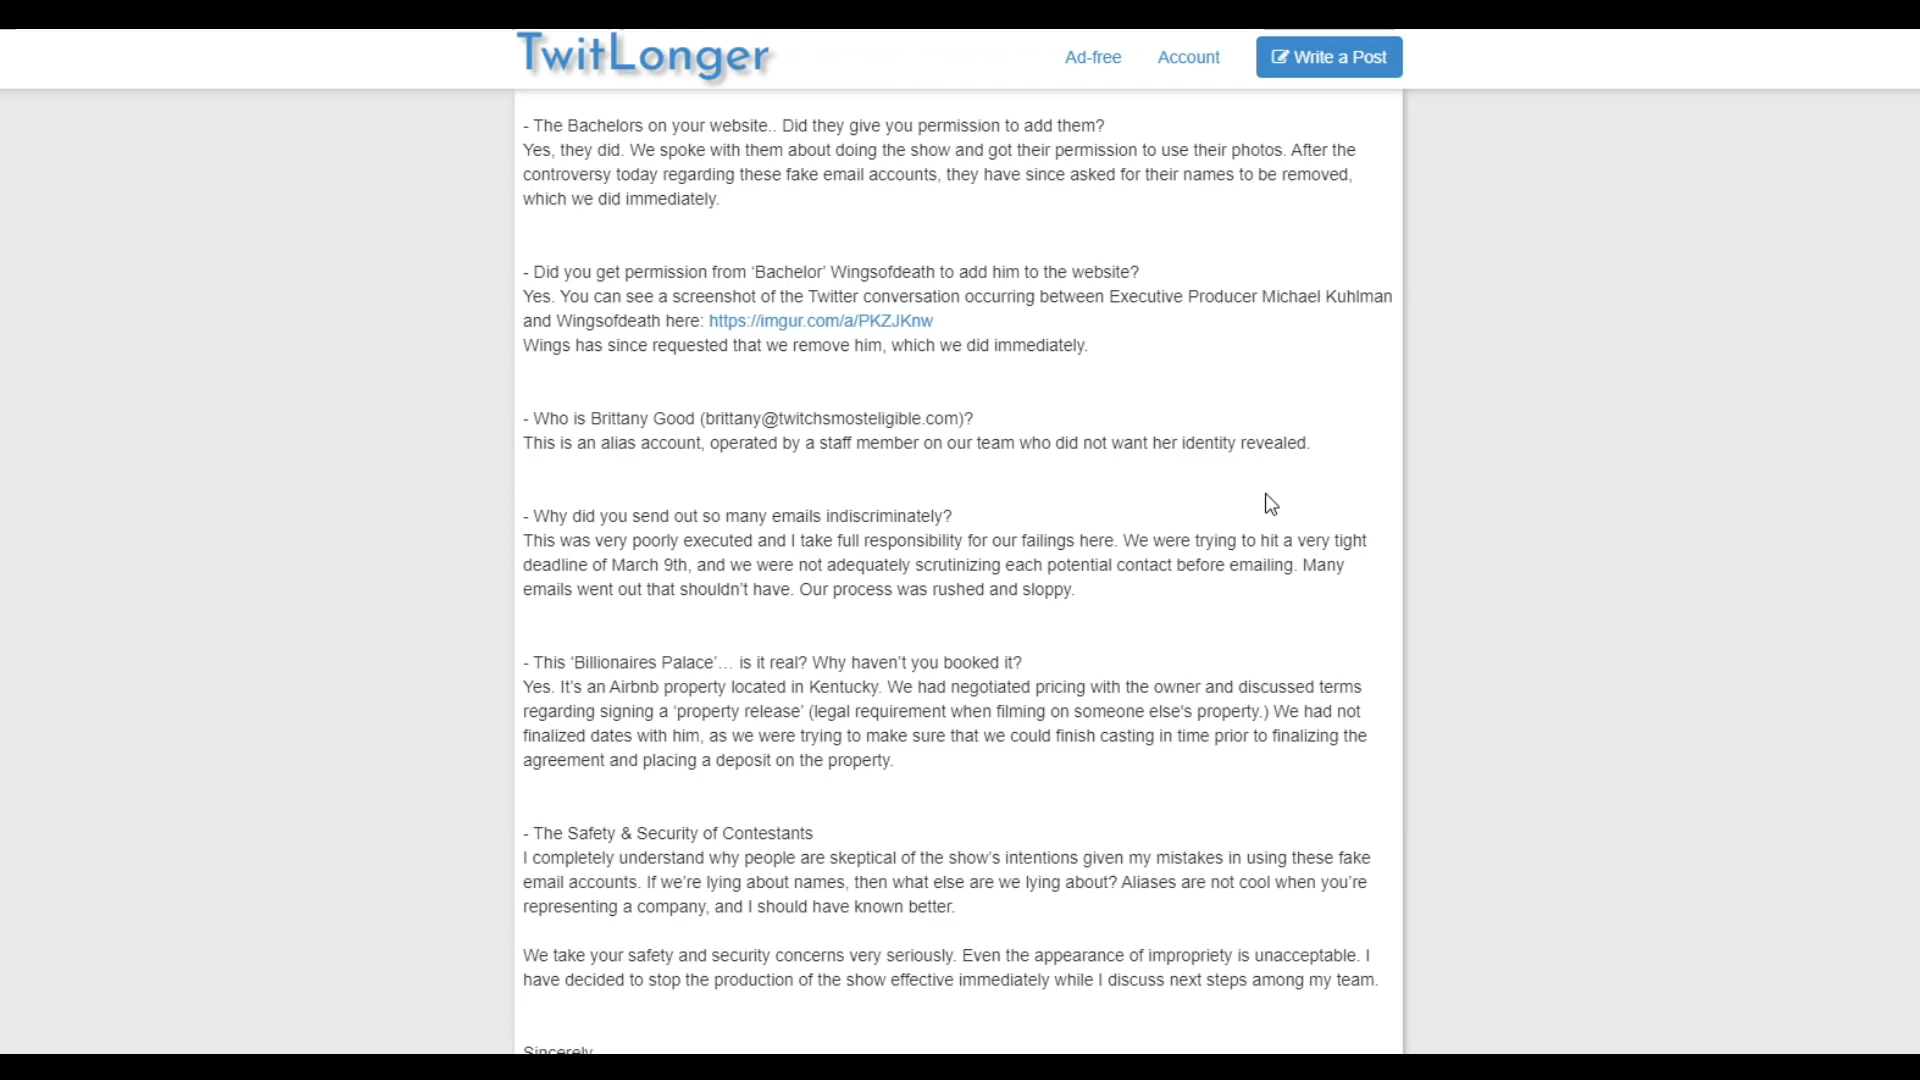 TwitLonger
Ad-free
Account
Write a Post
- The Bachelors on your website.. Did they give you permission to add them?
Yes, they did. We spoke with them about doing the show and got their permission to use their photos. After the
controversy today regarding these fake email accounts, they have since asked for their names to be removed,
which we did immediately.
- Did you get permission from ‘Bachelor’ Wingsofdeath to add him to the website?
Yes. You can see a screenshot of the Twitter conversation occurring between Executive Producer Michael Kuhlman
and Wingsofdeath here: https://imgur.com/a/PKZJKnw
Wings has since requested that we remove him, which we did immediately.
- Who is Brittany Good (brittany@twitchsmosteligible.com)?
This is an alias account, operated by a staff member on our team who did not want her identity revealed.
- Why did you send out so many emails indiscriminately?
This was very poorly executed and I take full responsibility for our failings here. We were trying to hit a very tight
deadline of March 9th, and we were not adequately scrutinizing each potential contact before emailing. Many
emails went out that shouldn’t have. Our process was rushed and sloppy.
- This ‘Billionaires Palace’… is it real? Why haven’t you booked it?
Yes. It’s an Airbnb property located in Kentucky. We had negotiated pricing with the owner and discussed terms
regarding signing a ‘property release’ (legal requirement when filming on someone else's property.) We had not
finalized dates with him, as we were trying to make sure that we could finish casting in time prior to finalizing the
agreement and placing a deposit on the property.
- The Safety & Security of Contestants
I completely understand why people are skeptical of the show’s intentions given my mistakes in using these fake
email accounts. If we’re lying about names, then what else are we lying about? Aliases are not cool when you’re
representing a company, and I should have known better.
We take your safety and security concerns very seriously. Even the appearance of impropriety is unacceptable. I
have decided to stop the production of the show effective immediately while I discuss next steps among my team.
Sincerely